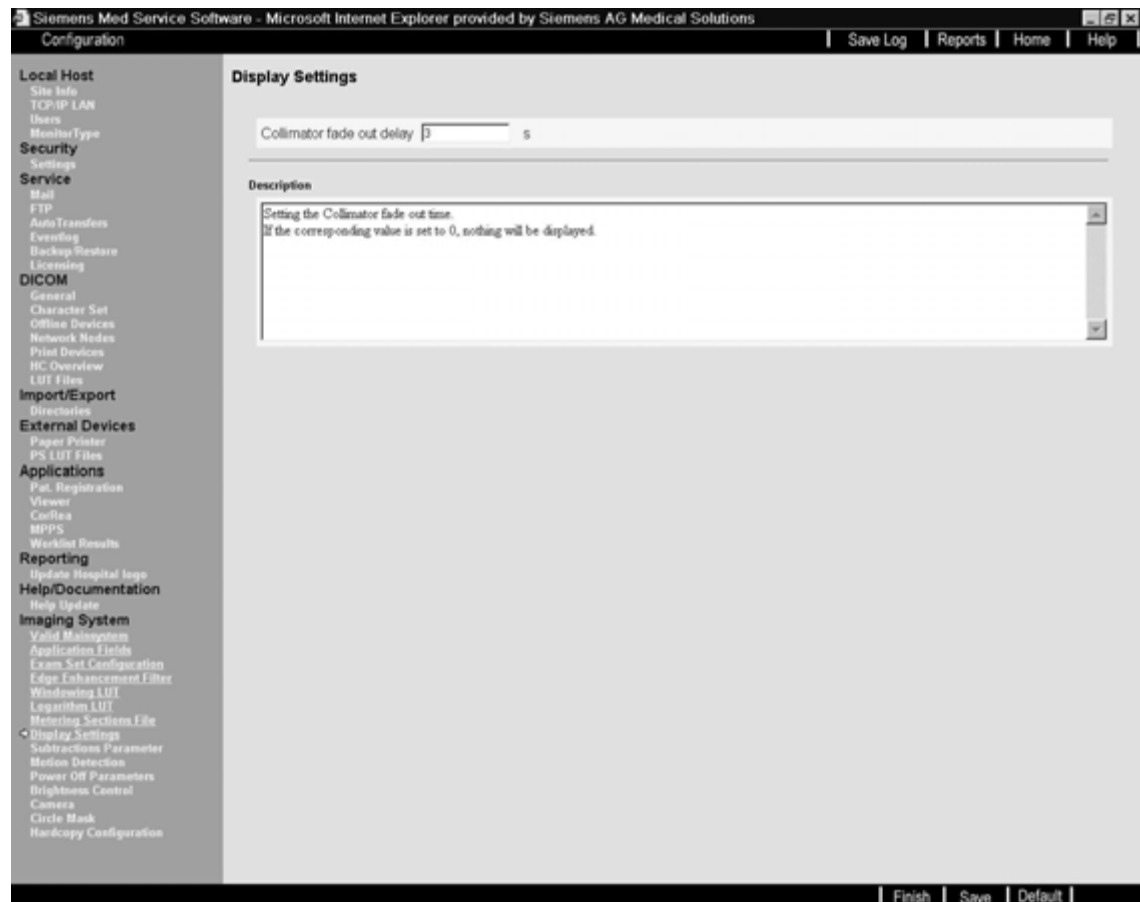 Siemens Med Service Software - Microsoft Internet Explorer provided by Siemens AG Medical Solutions
Configuration
Save Log | Reports | Home | Help
Local Host
Site Info
TCP/IP LAN
Users
MonitorType
Security
Settings
Service
Mail
FTP
AutoTransfers
Eventlog
Backup/Restore
Licensing
DICOM
General
Character Set
Offline Devices
Network Nodes
Print Devices
HC Overview
LUT Files
Import/Export
Directories
External Devices
Paper Printer
PS LUT Files
Applications
Pat. Registration
Viewer
CorRea
MPPS
Worklist Results
Reporting
Update Hospital logo
Help/Documentation
Help Update
Imaging System
Valid Mainsystem
Application Fields
Exam Set Configuration
Edge Enhancement Filter
Windowing LUT
Logarithm LUT
Metering Sections File
Display Settings
Subtractions Parameter
Motion Detection
Power Off Parameters
Brightness Control
Camera
Circle Mask
Hardcopy Configuration
Display Settings
Collimator fade out delay 3 s
Description
Setting the Collimator fade out time.
If the corresponding value is set to 0, nothing will be displayed.
Finish | Save | Default